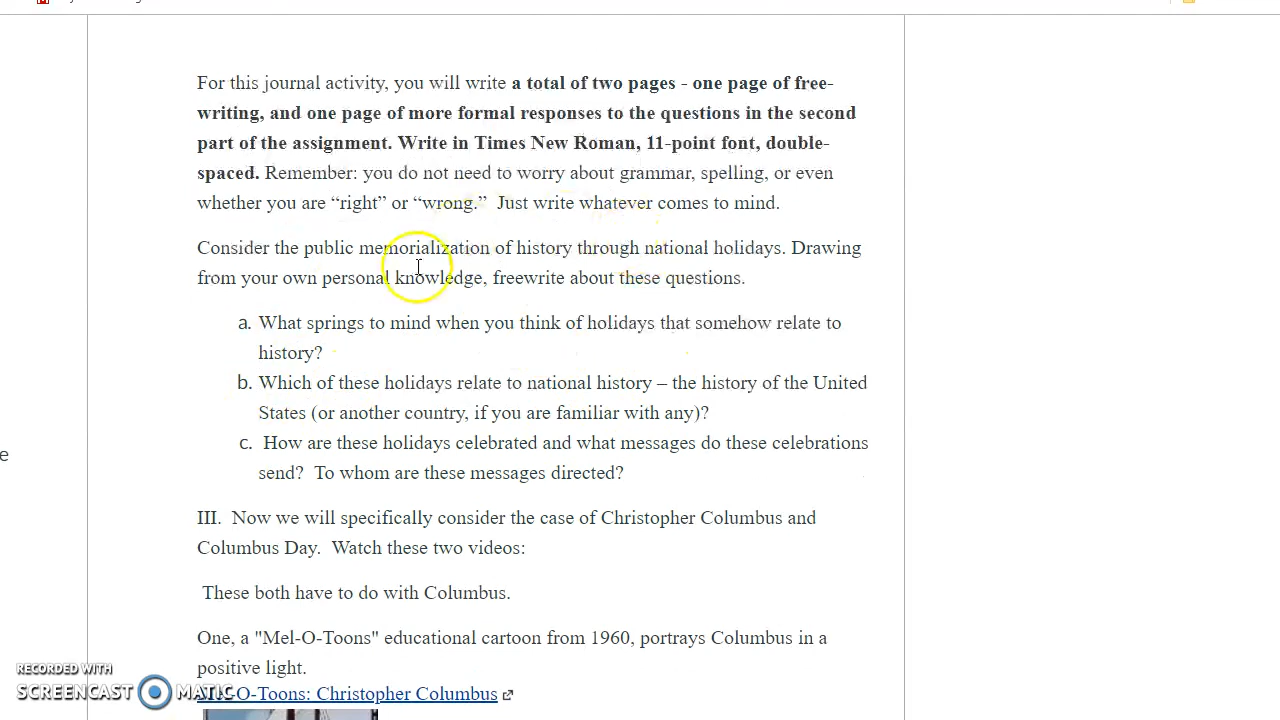 For this journal activity, you will write a total of two pages - one page of free-
writing, and one page of more formal responses to the questions in the second
part of the assignment. Write in Times New Roman, 11-point font, double-
spaced. Remember: you do not need to worry about grammar, spelling, or even
whether you are “right” or “wrong.”  Just write whatever comes to mind.
Consider the public memorialization of history through national holidays. Drawing
from your own personal knowledge, freewrite about these questions.
a. What springs to mind when you think of holidays that somehow relate to
history?
b. Which of these holidays relate to national history – the history of the United
States (or another country, if you are familiar with any)?
c. How are these holidays celebrated and what messages do these celebrations
send?  To whom are these messages directed?
e
III.  Now we will specifically consider the case of Christopher Columbus and
Columbus Day.  Watch these two videos:
These both have to do with Columbus.
One, a "Mel-O-Toons" educational cartoon from 1960, portrays Columbus in a
positive light.
Mel-O-Toons: Christopher Columbus
RECORDED WITH
SCREENCAST MATIC